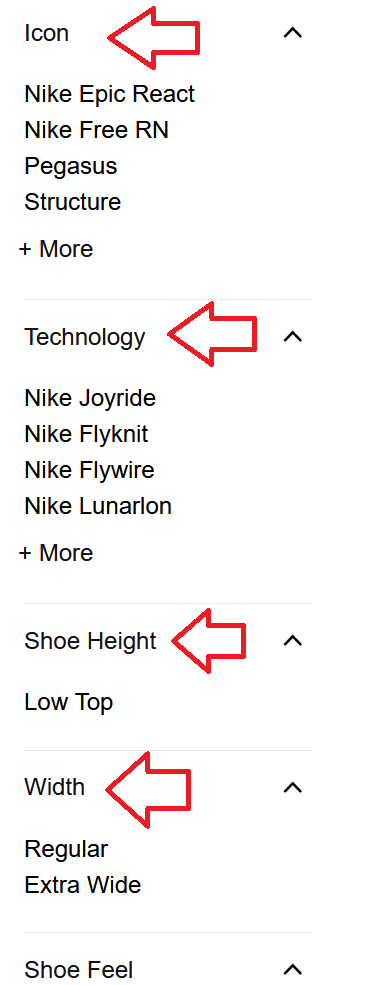 Icon
Nike Epic React
Nike Free RN
Pegasus
Structure
+ More
Technology
Nike Joyride
Nike Flyknit
Nike Flywire
Nike Lunarlon
+ More
Shoe Height
Low Top
Width
Regular
Extra Wide
Shoe Feel